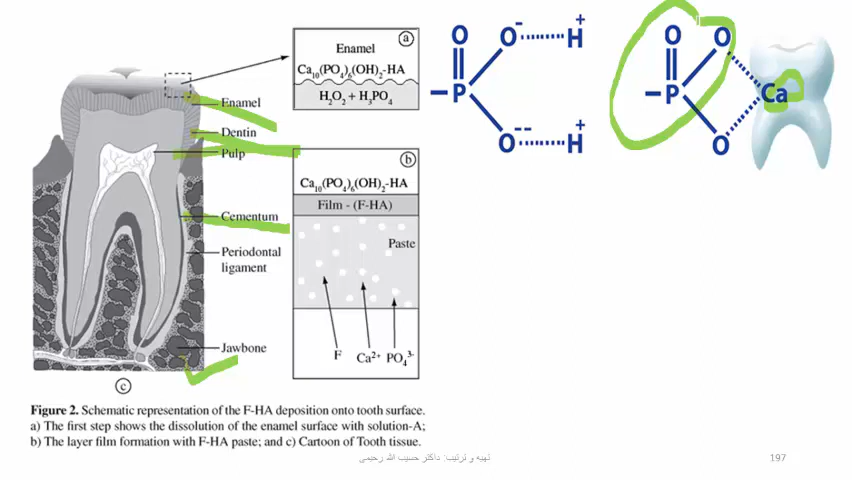 ⓐ
Enamel
Ca₁₀(PO₄)₆(OH)₂-HA
H₂O₂ + H₃PO₄
Enamel
Dentin
Pulp
Cementum
Periodontal
ligament
Jawbone
ⓒ
ⓑ
Ca₁₀(PO₄)₆(OH)₂-HA
Film - (F-HA)
Paste
F Ca²⁺ PO₄³⁻
O O⁻ H⁺
P
O⁻⁻ H⁺
O O
P Ca
O
Figure 2. Schematic representation of the F-HA deposition onto tooth surface.
a) The first step shows the dissolution of the enamel surface with solution-A;
b) The layer film formation with F-HA paste; and c) Cartoon of Tooth tissue.
تهیه و ترتیب: داکتر حسیب الله رحیمی
197